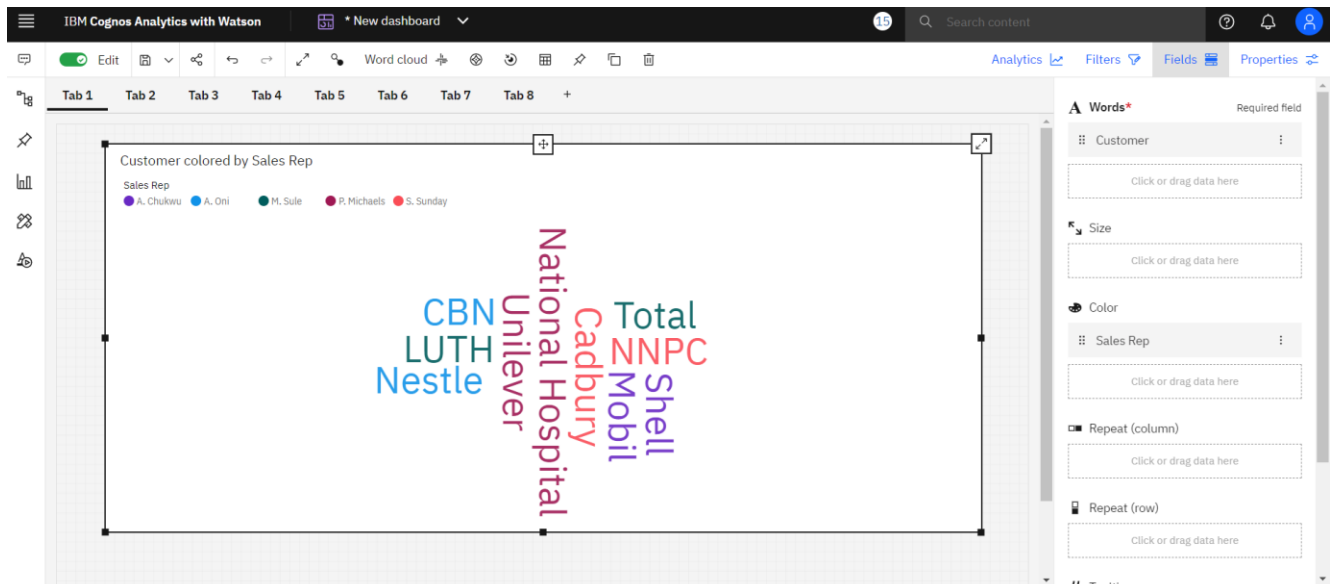 IBM Cognos Analytics with Watson
* New dashboard
15
Search content
Edit
Word cloud
Analytics
Filters
Fields
Properties
Tab 1 Tab 2 Tab 3 Tab 4 Tab 5 Tab 6 Tab 7 Tab 8 +
Customer colored by Sales Rep
Sales Rep
A. Chukwu A. Oni M. Sule P. Michaels S. Sunday
CBN
LUTH
Nestle
Unilever
National Hospital
Cadbury
Total
NNPC
Mobil
Shell
A Words* Required field
Customer
Click or drag data here
Size
Click or drag data here
Color
Sales Rep
Click or drag data here
Repeat (column)
Click or drag data here
Repeat (row)
Click or drag data here